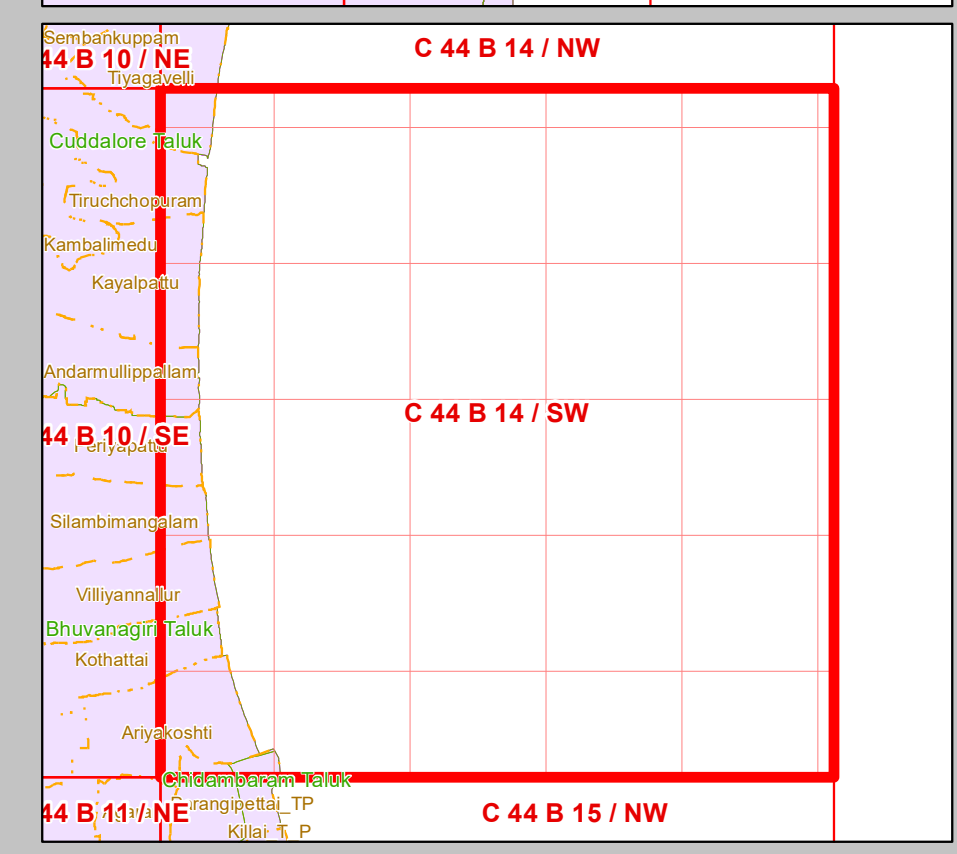 Sembankuppam
C 44 B 14 / NW
44 B 10 / NE
Tiyagavelli
Cuddalore Taluk
Tiruchchopuram
Kambalimedu
Kayalpattu
Andarmullippallam
C 44 B 14 / SW
44 B 10 / SE
Periyapattu
Silambimangalam
Villiyannallur
Bhuvanagiri Taluk
Kothattai
Ariyakoshti
Chidambaram Taluk
Parangipettai_TP
44 B 11 / NE
C 44 B 15 / NW
Killai_T_P